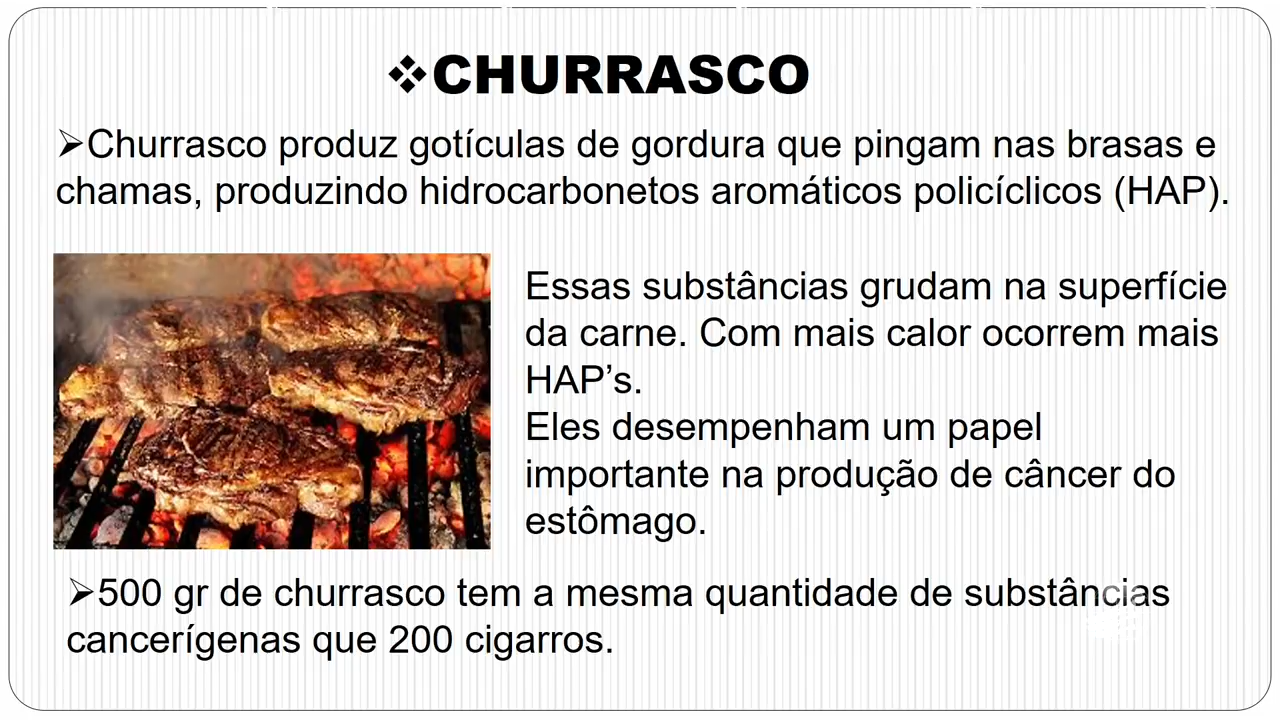 ❖CHURRASCO
➢Churrasco produz gotículas de gordura que pingam nas brasas e
chamas, produzindo hidrocarbonetos aromáticos policíclicos (HAP).
Essas substâncias grudam na superfície
da carne. Com mais calor ocorrem mais
HAP’s.
Eles desempenham um papel
importante na produção de câncer do
estômago.
➢500 gr de churrasco tem a mesma quantidade de substâncias
cancerígenas que 200 cigarros.